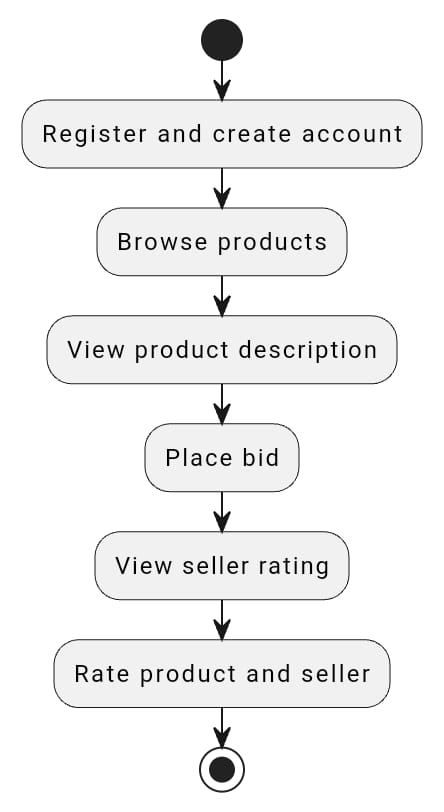 Register and create account
Browse products
View product description
Place bid
View seller rating
Rate product and seller